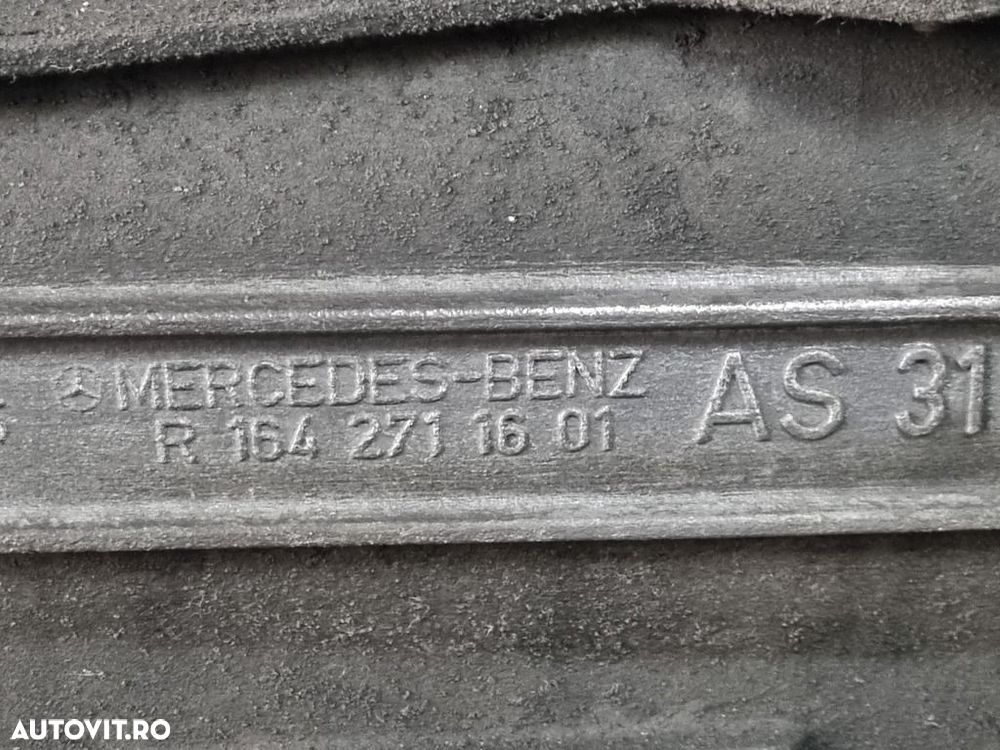 MERCEDES-BENZ AS 31
R 164 271 16 01
AUTOVIT.RO